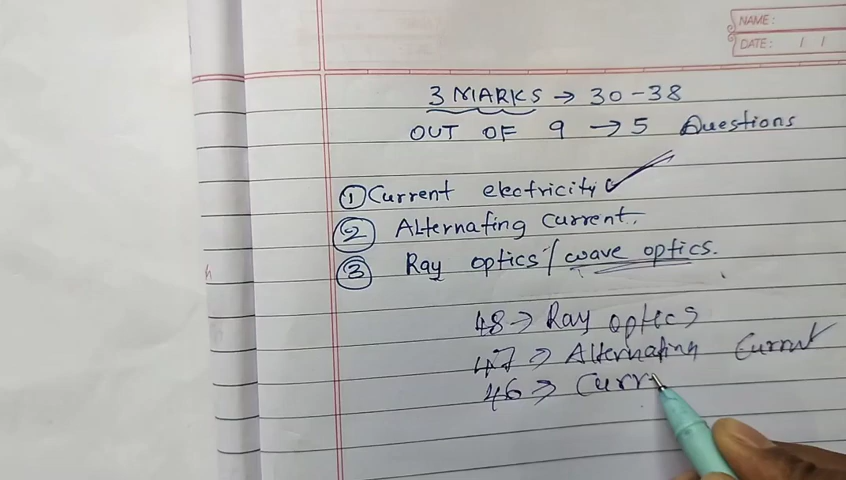 NAME:
DATE: / /
3 MARKS → 30-38
OUT OF 9 → 5 Questions
① Current electricity ✓
② Alternating current.
③ Ray optics / wave optics.
48 → Ray optics
47 → Alternating Current
46 → Curr